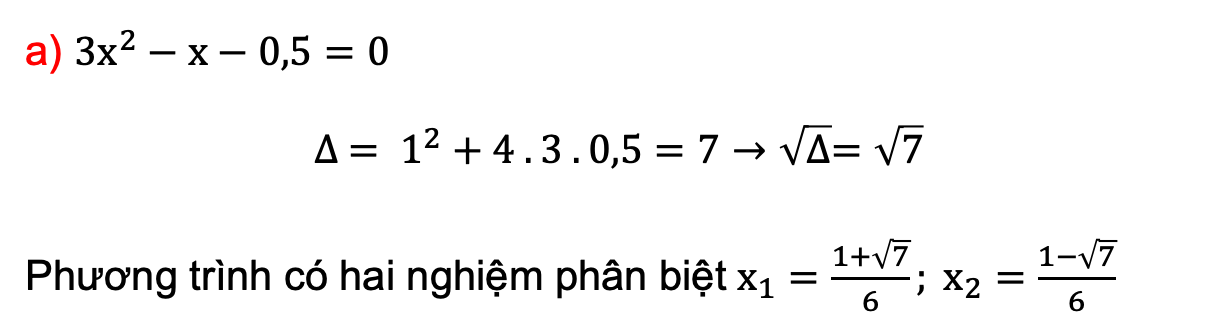 a) 3x² − x − 0,5 = 0
Δ = 1² + 4 . 3 . 0,5 = 7 → √Δ= √7
Phương trình có hai nghiệm phân biệt x₁ = (1+√7)/6; x₂ = (1−√7)/6